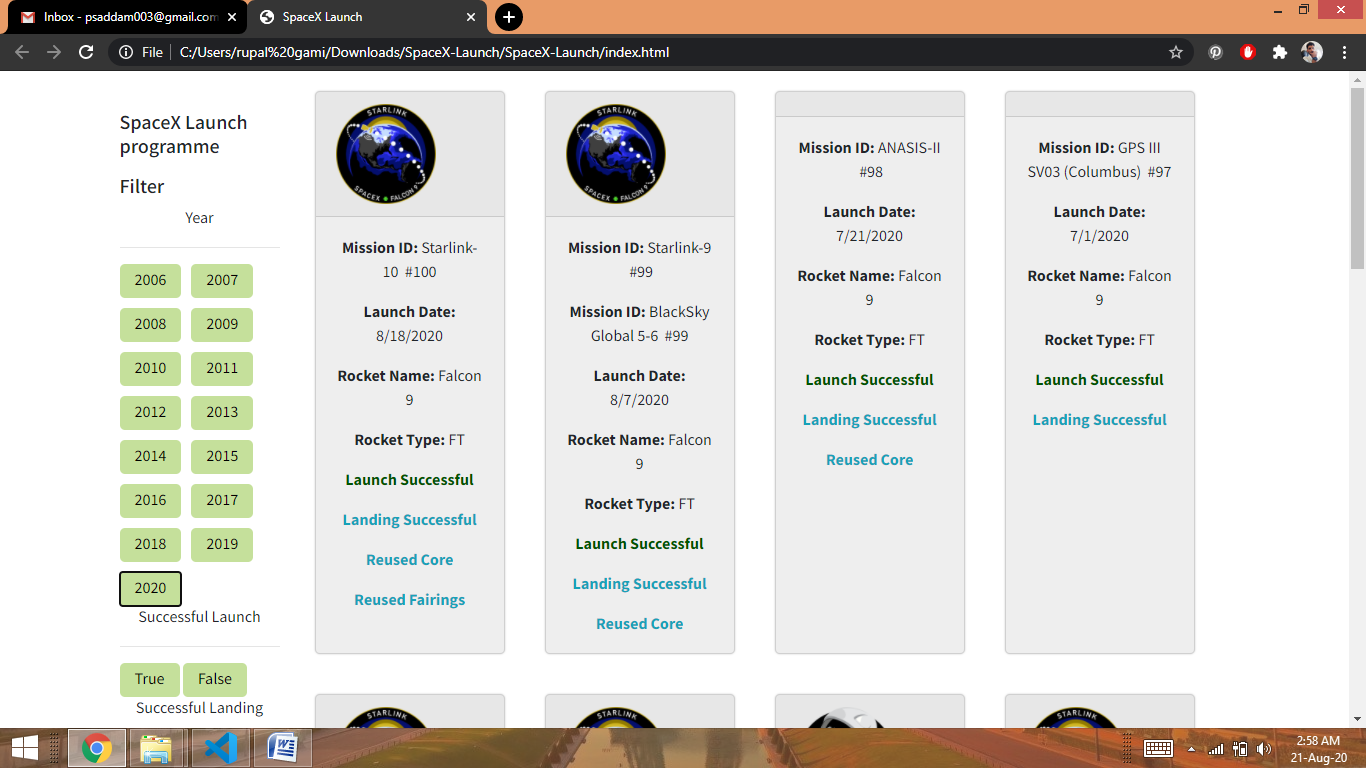 Inbox - psaddam003@gmail.com
SpaceX Launch
File
C:/Users/rupal%20gami/Downloads/SpaceX-Launch/SpaceX-Launch/index.html
SpaceX Launch
programme
Filter
Year
2006 2007
2008 2009
2010 2011
2012 2013
2014 2015
2016 2017
2018 2019
2020
Successful Launch
True False
Successful Landing
STARLINK
SPACEX FALCON 9
Mission ID: Starlink-
10 #100
Launch Date:
8/18/2020
Rocket Name: Falcon
9
Rocket Type: FT
Launch Successful
Landing Successful
Reused Core
Reused Fairings
STARLINK
SPACEX FALCON 9
Mission ID: Starlink-9
#99
Mission ID: BlackSky
Global 5-6 #99
Launch Date:
8/7/2020
Rocket Name: Falcon
9
Rocket Type: FT
Launch Successful
Landing Successful
Reused Core
Mission ID: ANASIS-II
#98
Launch Date:
7/21/2020
Rocket Name: Falcon
9
Rocket Type: FT
Launch Successful
Landing Successful
Reused Core
Mission ID: GPS III
SV03 (Columbus) #97
Launch Date:
7/1/2020
Rocket Name: Falcon
9
Rocket Type: FT
Launch Successful
Landing Successful
STARLINK
STARLINK
STARLINK
2:58 AM
21-Aug-20